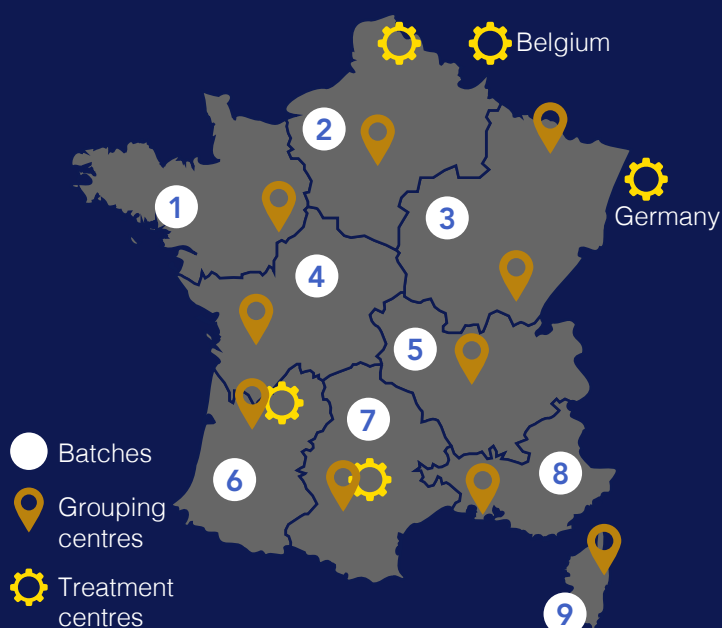 Belgium
2
1
3
Germany
4
5
7
Batches
6
8
Grouping
centres
Treatment
centres
9